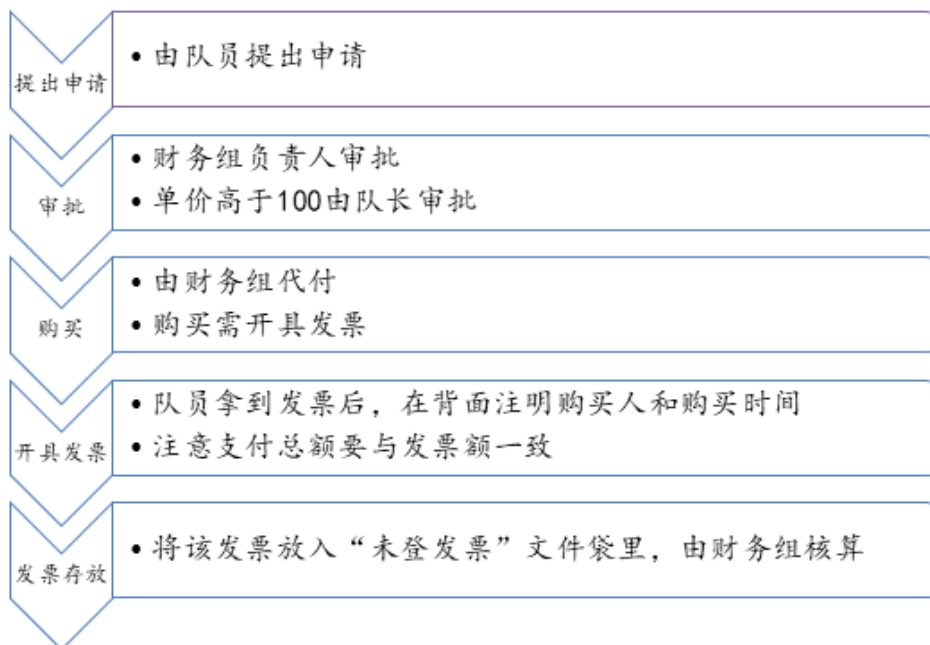 提出申请
• 由队员提出申请
审批
• 财务组负责人审批
• 单价高于100由队长审批
购买
• 由财务组代付
• 购买需开具发票
开具发票
• 队员拿到发票后，在背面注明购买人和购买时间
• 注意支付总额要与发票额一致
发票存放
• 将该发票放入“未登发票”文件袋里，由财务组核算